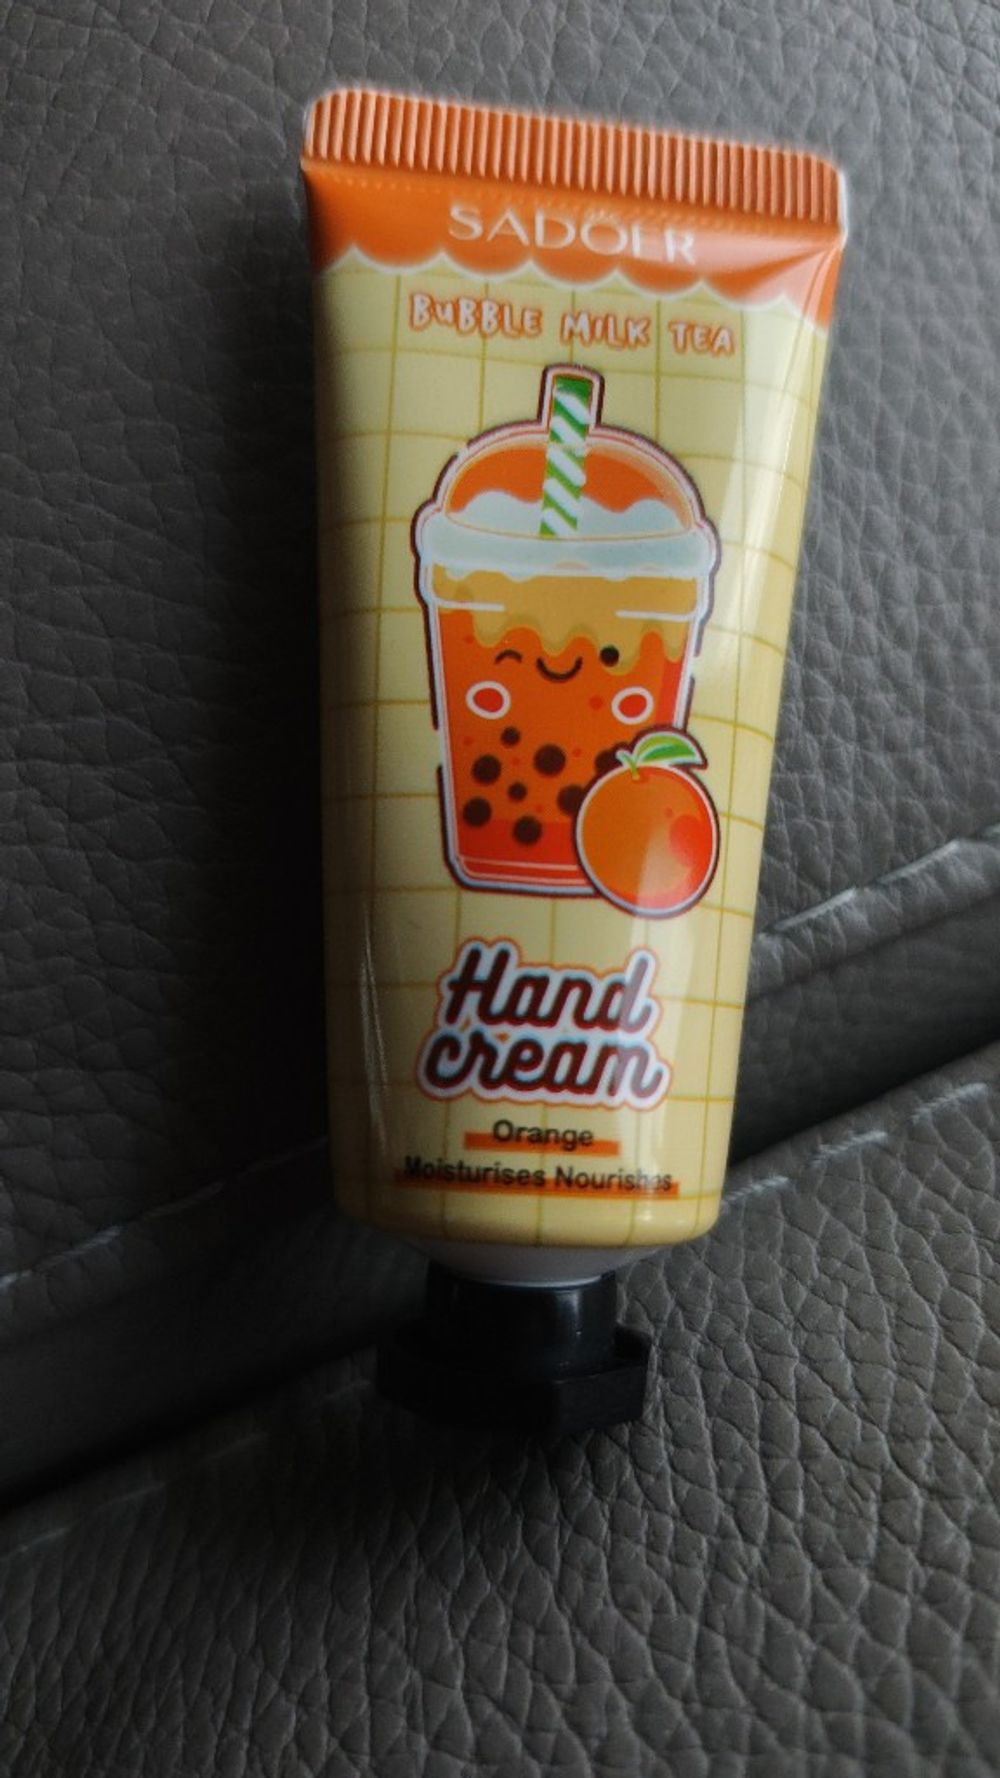 SADOER
BUBBLE MILK TEA
Hand
cream
Orange
Moisturises Nourishes